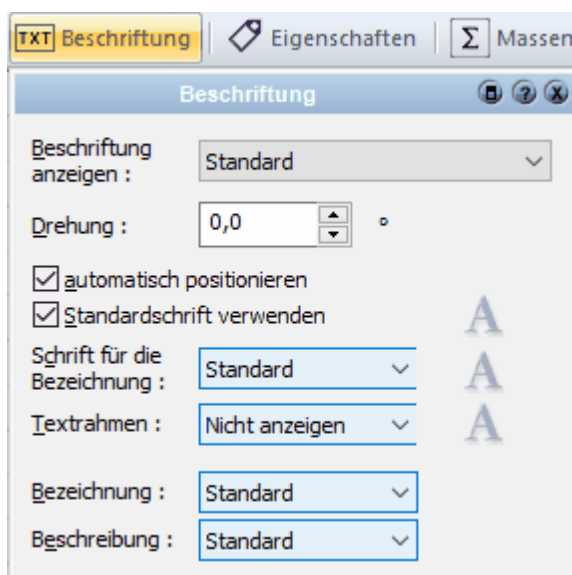 TXT Beschriftung Eigenschaften Σ Massen
Beschriftung
Beschriftung
anzeigen : Standard
Drehung : 0,0 °
automatisch positionieren
Standardschrift verwenden A
Schrift für die
Bezeichnung : Standard A
Textrahmen : Nicht anzeigen A
Bezeichnung : Standard
Beschreibung : Standard